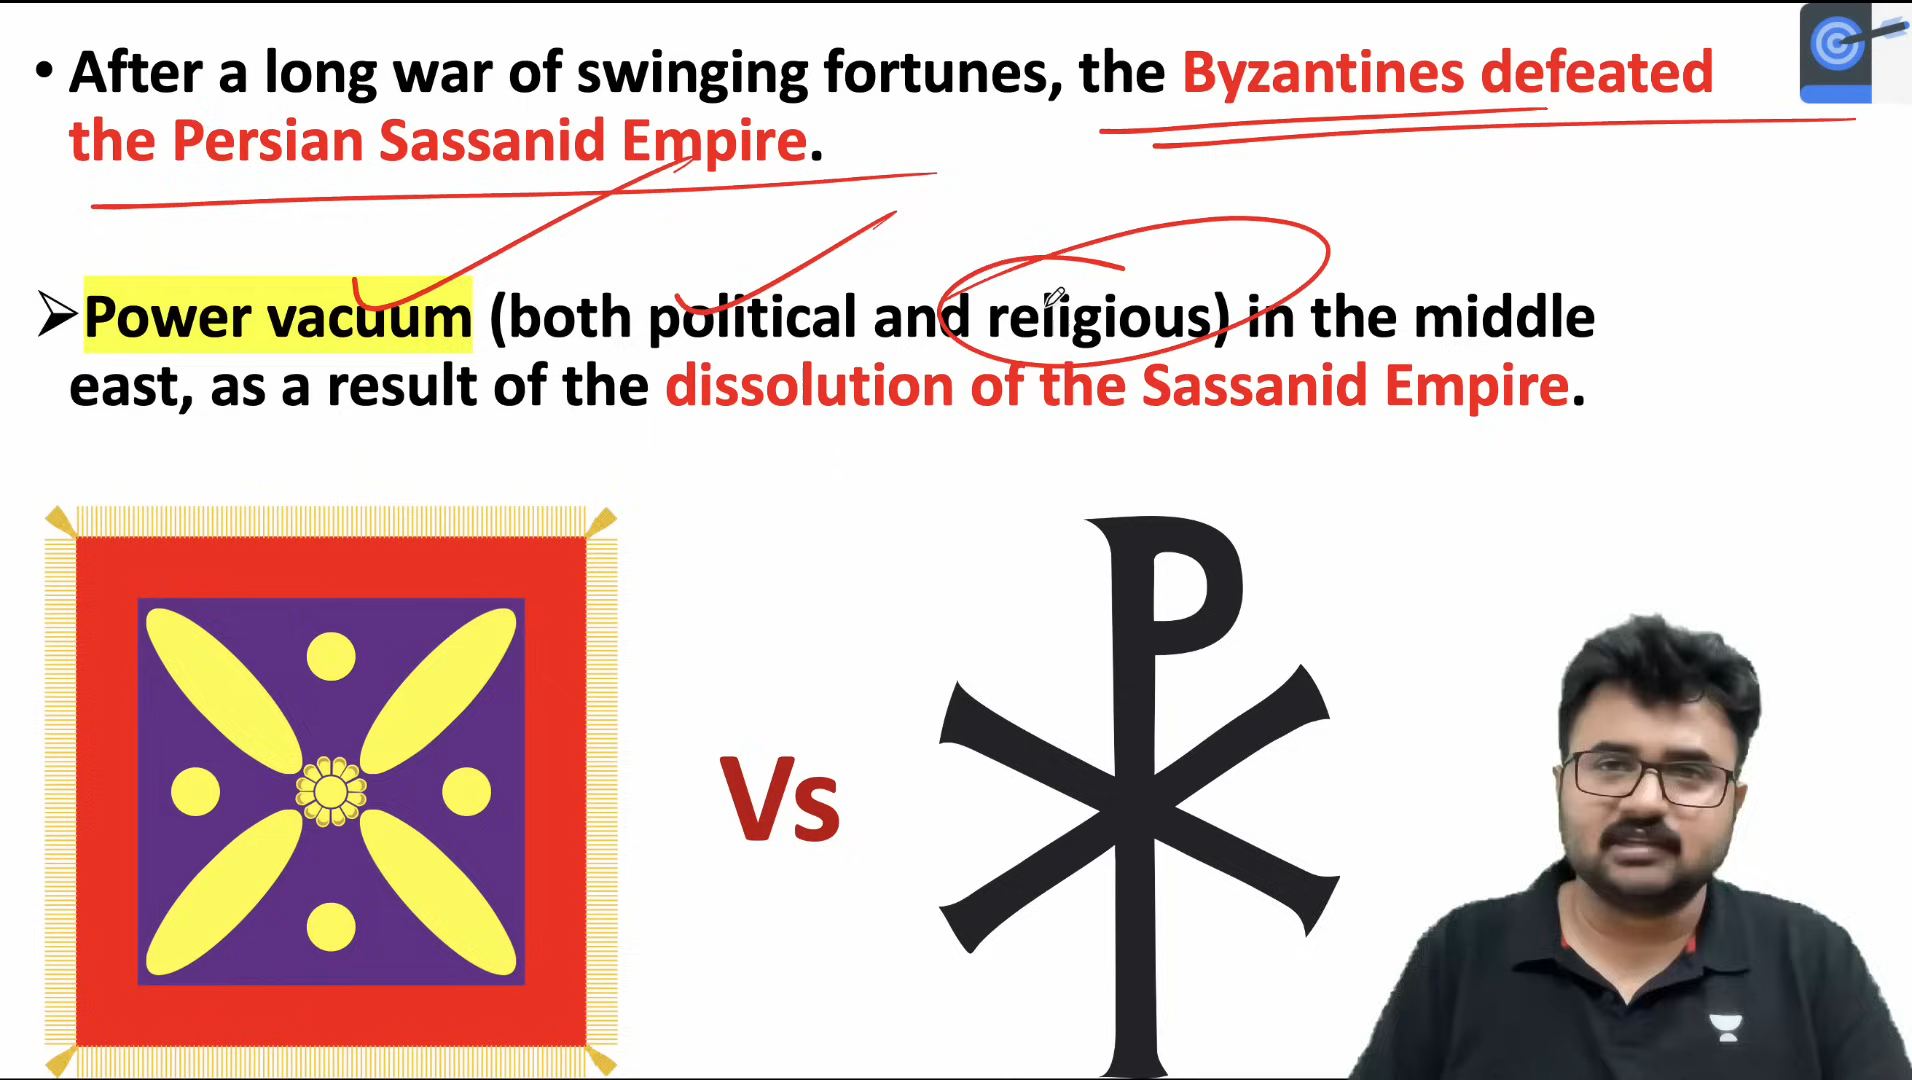 • After a long war of swinging fortunes, the Byzantines defeated
the Persian Sassanid Empire.
➢Power vacuum (both political and religious) in the middle
east, as a result of the dissolution of the Sassanid Empire.
Vs